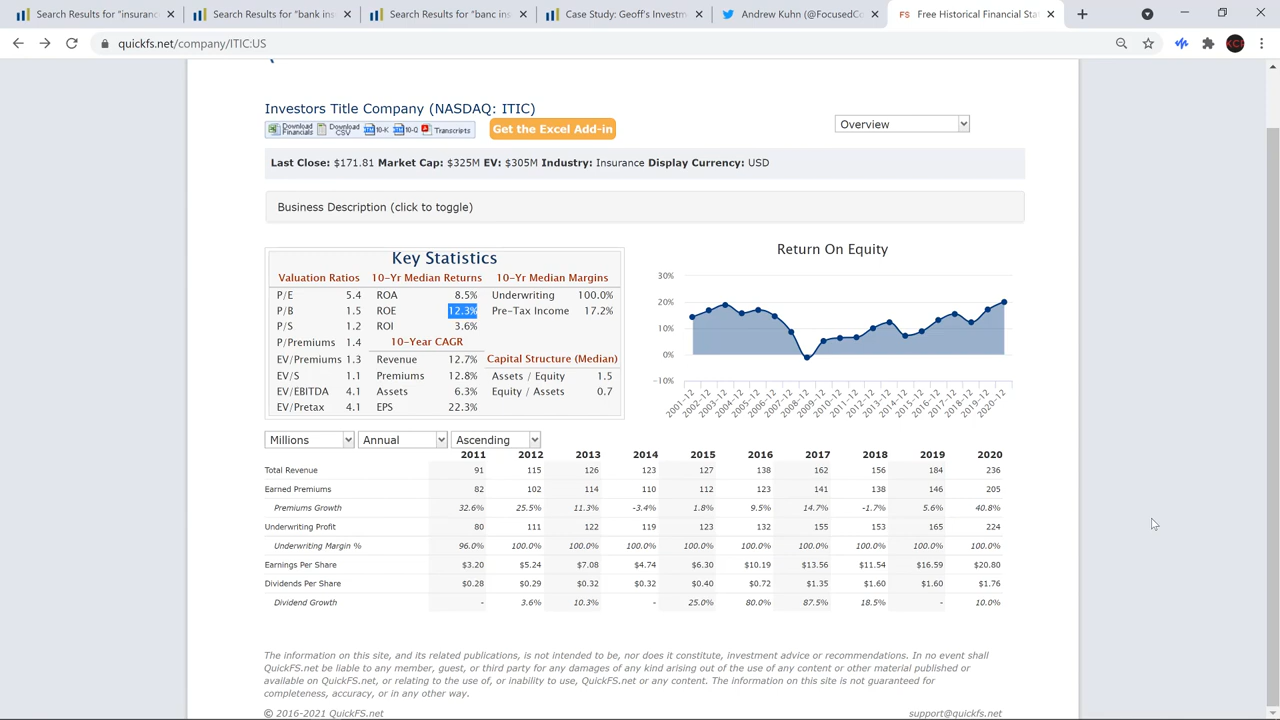 Search Results for "insuranc
Search Results for "bank ins
Search Results for "banc ins
Case Study: Geoff's Investm
Andrew Kuhn (@FocusedCo
FS Free Historical Financial Sta
quickfs.net/company/ITIC:US
Investors Title Company (NASDAQ: ITIC)
Download Financials Download CSV 10-K 10-Q Transcripts
Get the Excel Add-in
Overview
Last Close: $171.81 Market Cap: $325M EV: $305M Industry: Insurance Display Currency: USD
Business Description (click to toggle)
Key Statistics
Valuation Ratios 10-Yr Median Returns 10-Yr Median Margins
P/E 5.4 ROA 8.5% Underwriting 100.0%
P/B 1.5 ROE 12.3% Pre-Tax Income 17.2%
P/S 1.2 ROI 3.6%
P/Premiums 1.4 10-Year CAGR
EV/Premiums 1.3 Revenue 12.7% Capital Structure (Median)
EV/S 1.1 Premiums 12.8% Assets / Equity 1.5
EV/EBITDA 4.1 Assets 6.3% Equity / Assets 0.7
EV/Pretax 4.1 EPS 22.3%
Return On Equity
30%
20%
10%
0%
-10%
2001-12 2002-12 2003-12 2004-12 2005-12 2006-12 2007-12 2008-12 2009-12 2010-12 2011-12 2012-12 2013-12 2014-12 2015-12 2016-12 2017-12 2018-12 2019-12 2020-12
Millions Annual Ascending
2011 2012 2013 2014 2015 2016 2017 2018 2019 2020
Total Revenue 91 115 126 123 127 138 162 156 184 236
Earned Premiums 82 102 114 110 112 123 141 138 146 205
Premiums Growth 32.6% 25.5% 11.3% -3.4% 1.8% 9.5% 14.7% -1.7% 5.6% 40.8%
Underwriting Profit 80 111 122 119 123 132 155 153 165 224
Underwriting Margin % 96.0% 100.0% 100.0% 100.0% 100.0% 100.0% 100.0% 100.0% 100.0% 100.0%
Earnings Per Share $3.20 $5.24 $7.08 $4.74 $6.30 $10.19 $13.56 $11.54 $16.59 $20.80
Dividends Per Share $0.28 $0.29 $0.32 $0.32 $0.40 $0.72 $1.35 $1.60 $1.60 $1.76
Dividend Growth - 3.6% 10.3% - 25.0% 80.0% 87.5% 18.5% - 10.0%
The information on this site, and its related publications, is not intended to be, nor does it constitute, investment advice or recommendations. In no event shall
QuickFS.net be liable to any member, guest, or third party for any damages of any kind arising out of the use of any content or other material published or
available on QuickFS.net, or relating to the use of, or inability to use, QuickFS.net or any content. The information on this site is not guaranteed for
completeness, accuracy, or in any other way.
© 2016-2021 QuickFS.net support@quickfs.net